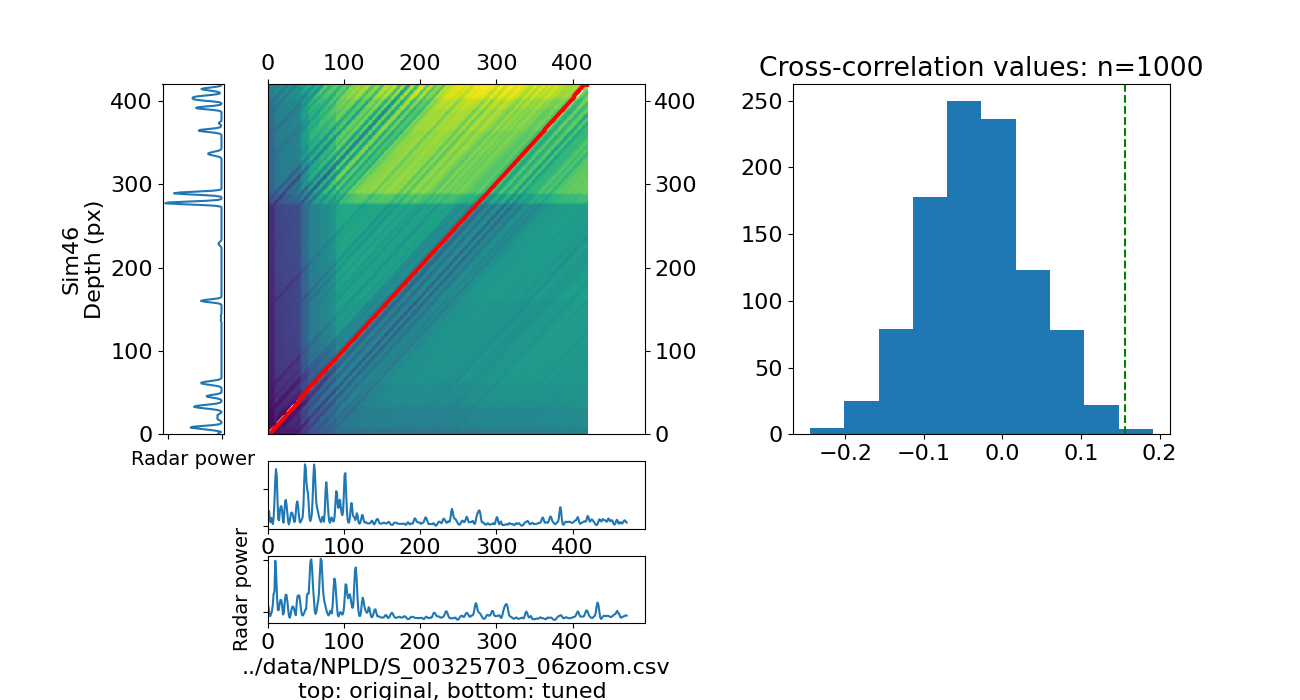 0 100 200 300 400
Cross-correlation values: n=1000
400
300
200
100
0
Sim46
Depth (px)
400
300
200
100
0
250
200
150
100
50
0
−0.2 −0.1 0.0 0.1 0.2
Radar power
0 100 200 300 400
Radar power
0 100 200 300 400
../data/NPLD/S_00325703_06zoom.csv
top: original, bottom: tuned